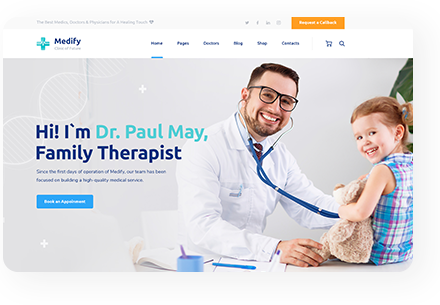 The Best Medics, Doctors & Physicians for A Healing Touch
Request a Callback
Medify
Clinic of Future
Home Pages Doctors Blog Shop Contacts
Hi! I`m Dr. Paul May,
Family Therapist
Since the first days of operation of Medify, our team has been
focused on building a high-quality medical service.
Book an Appointment